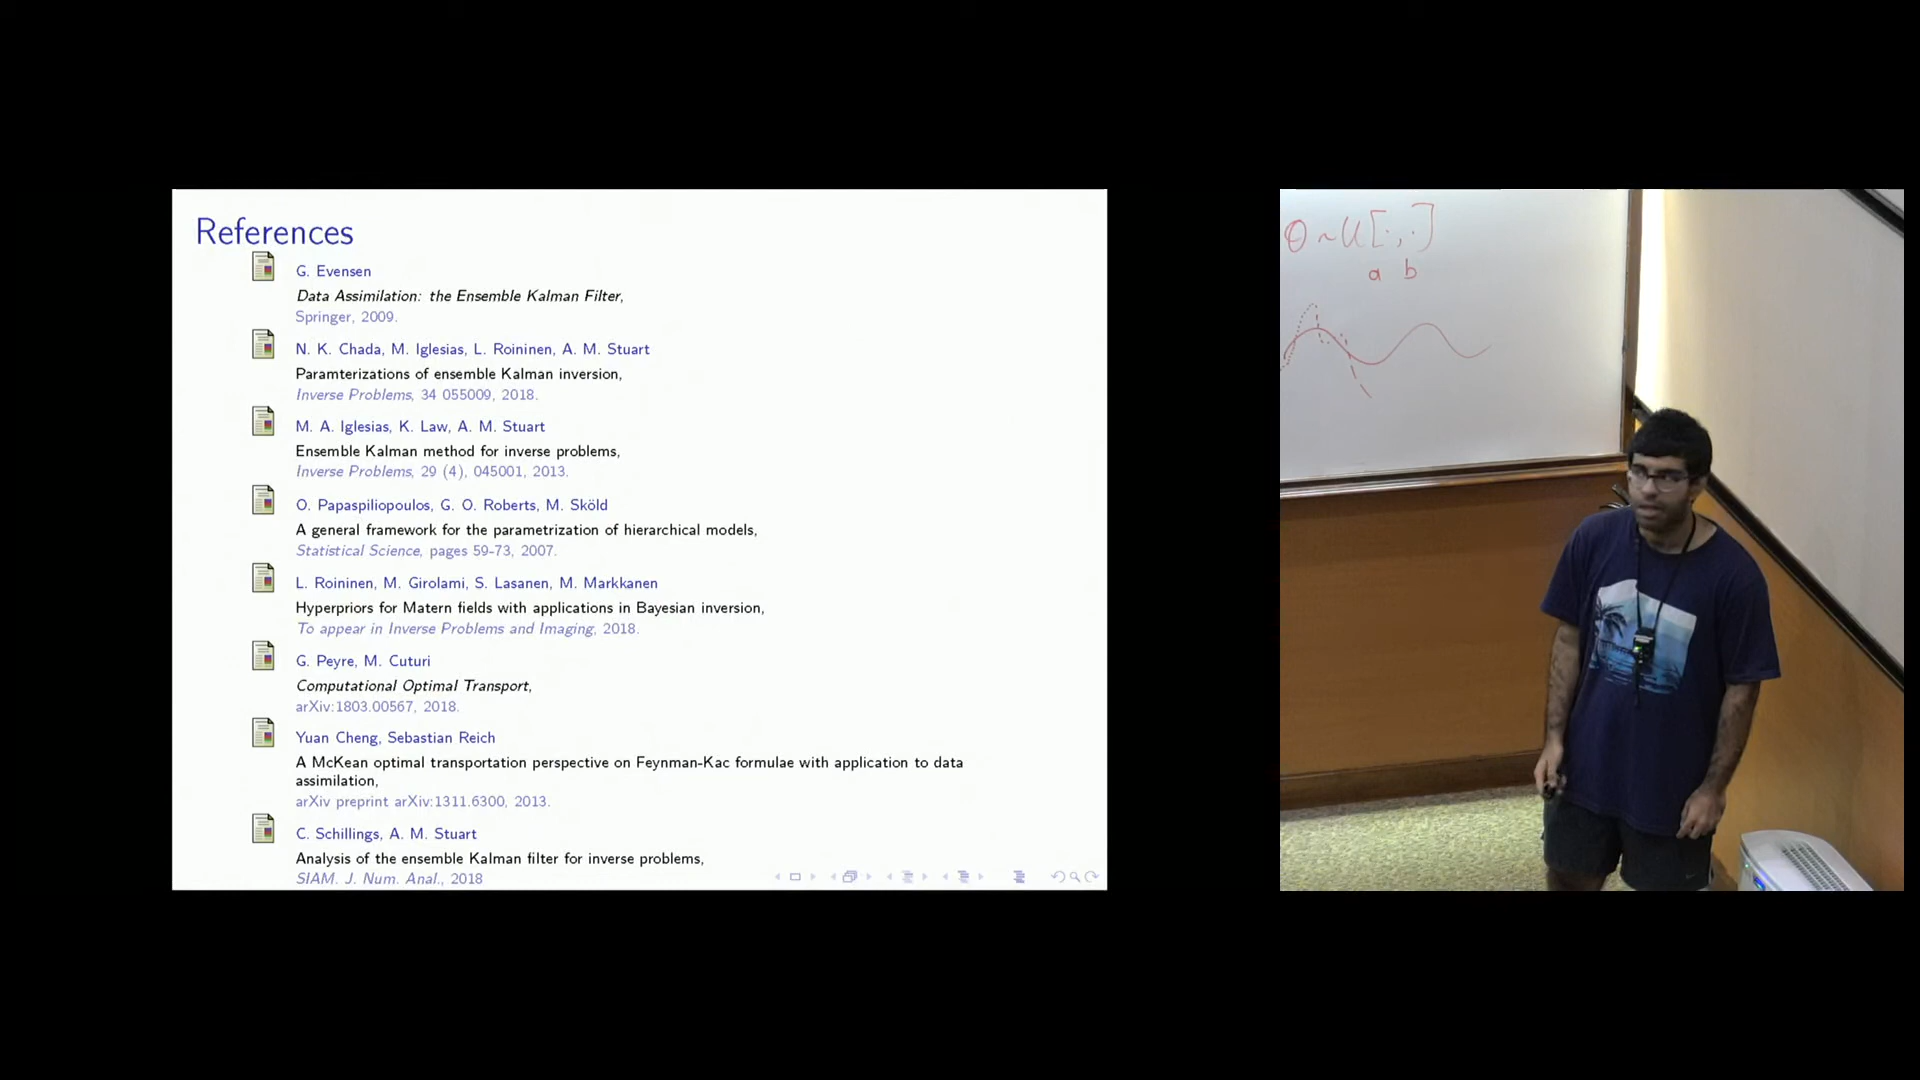 References
G. Evensen
Data Assimilation: the Ensemble Kalman Filter,
Springer, 2009.
N. K. Chada, M. Iglesias, L. Roininen, A. M. Stuart
Paramterizations of ensemble Kalman inversion,
Inverse Problems, 34 055009, 2018.
M. A. Iglesias, K. Law, A. M. Stuart
Ensemble Kalman method for inverse problems,
Inverse Problems, 29 (4), 045001, 2013.
O. Papaspiliopoulos, G. O. Roberts, M. Sköld
A general framework for the parametrization of hierarchical models,
Statistical Science, pages 59-73, 2007.
L. Roininen, M. Girolami, S. Lasanen, M. Markkanen
Hyperpriors for Matern fields with applications in Bayesian inversion,
To appear in Inverse Problems and Imaging, 2018.
G. Peyre, M. Cuturi
Computational Optimal Transport,
arXiv:1803.00567, 2018.
Yuan Cheng, Sebastian Reich
A McKean optimal transportation perspective on Feynman-Kac formulae with application to data
assimilation,
arXiv preprint arXiv:1311.6300, 2013.
C. Schillings, A. M. Stuart
Analysis of the ensemble Kalman filter for inverse problems,
SIAM. J. Num. Anal., 2018
Θ ~ U[·, ·]
a b